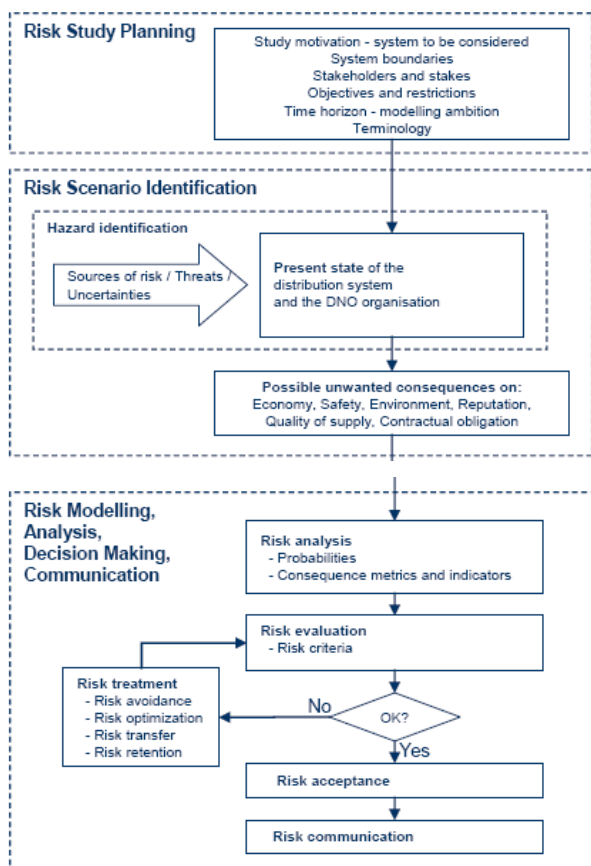 Risk Study Planning
Study motivation - system to be considered
System boundaries
Stakeholders and stakes
Objectives and restrictions
Time horizon - modelling ambition
Terminology
Risk Scenario Identification
Hazard identification
Sources of risk / Threats /
Uncertainties
Present state of the
distribution system
and the DNO organisation
Possible unwanted consequences on:
Economy, Safety, Environment, Reputation,
Quality of supply, Contractual obligation
Risk Modelling,
Analysis,
Decision Making,
Communication
Risk analysis
- Probabilities
- Consequence metrics and indicators
Risk evaluation
- Risk criteria
Risk treatment
- Risk avoidance
- Risk optimization
- Risk transfer
- Risk retention
No
OK?
Yes
Risk acceptance
Risk communication